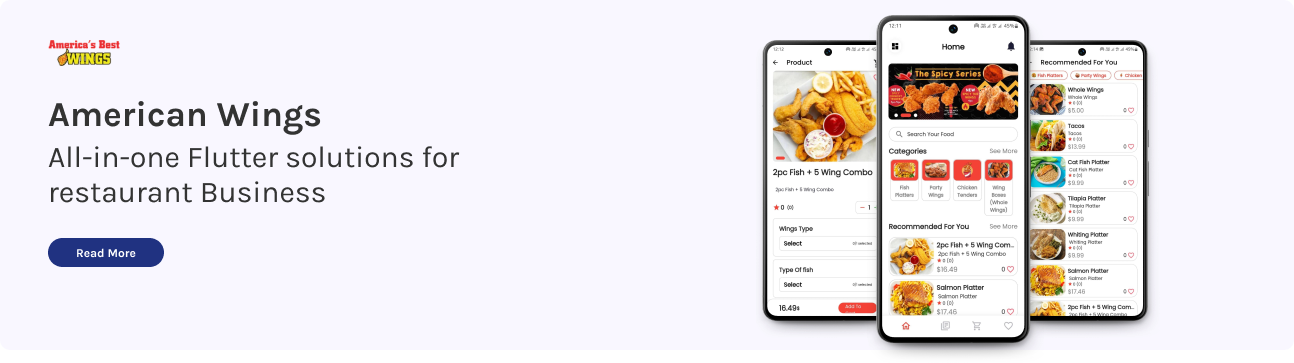 America's Best
WINGS
American Wings
All-in-one Flutter solutions for
restaurant Business
Read More
12:12
Product
2pc Fish + 5 Wing Combo
2pc Fish + 5 Wing Combo
0 (0)
1
Wings Type
Select
selected
Type Of fish
Select
selected
16.49$
Add to
12:11
49%
Home
The Spicy Series
NEW
NEW
Search Your Food
Categories
See More
Fish
Platters
Party
Wings
Chicken
Tenders
Wing
Boxes
(Whole
Wings)
Recommended For You
See More
2pc Fish + 5 Wing Com..
2pc Fish + 5 Wing Combo
0 (0)
$16.49
0
Salmon Platter
Salmon Platter
0 (0)
$17.46
0
45%
Recommended For You
Fish Platters
Party Wings
Chicken
Whole Wings
Whole Wings
0 (0)
$5.00
0
Tacos
Tacos
0 (0)
$13.99
0
Cat Fish Platter
Cat Fish Platter
0 (0)
$9.99
0
Tilapia Platter
Tilapia Platter
0 (0)
$9.99
0
Whiting Platter
Whiting Platter
0 (0)
$9.99
0
Salmon Platter
Salmon Platter
0 (0)
$17.46
0
2pc Fish + 5 Wing Com..
2pc Fish + 5 Wing Combo